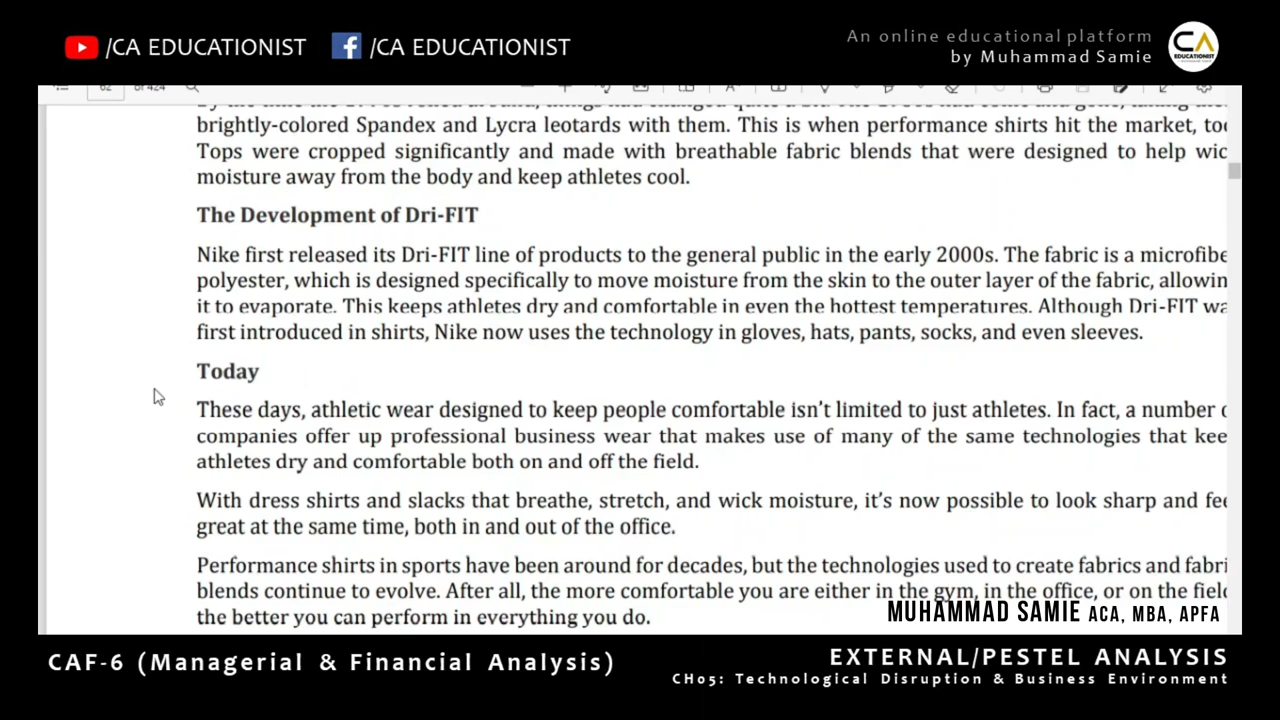 /CA EDUCATIONIST /CA EDUCATIONIST
An online educational platform
by Muhammad Samie
CA
EDUCATIONIST
62 of 424
brightly-colored Spandex and Lycra leotards with them. This is when performance shirts hit the market, too
Tops were cropped significantly and made with breathable fabric blends that were designed to help wic
moisture away from the body and keep athletes cool.
The Development of Dri-FIT
Nike first released its Dri-FIT line of products to the general public in the early 2000s. The fabric is a microfibe
polyester, which is designed specifically to move moisture from the skin to the outer layer of the fabric, allowin
it to evaporate. This keeps athletes dry and comfortable in even the hottest temperatures. Although Dri-FIT wa
first introduced in shirts, Nike now uses the technology in gloves, hats, pants, socks, and even sleeves.
Today
These days, athletic wear designed to keep people comfortable isn't limited to just athletes. In fact, a number o
companies offer up professional business wear that makes use of many of the same technologies that kee
athletes dry and comfortable both on and off the field.
With dress shirts and slacks that breathe, stretch, and wick moisture, it's now possible to look sharp and fee
great at the same time, both in and out of the office.
Performance shirts in sports have been around for decades, but the technologies used to create fabrics and fabri
blends continue to evolve. After all, the more comfortable you are either in the gym, in the office, or on the field
the better you can perform in everything you do.
MUHAMMAD SAMIE ACA, MBA, APFA
CAF-6 (Managerial & Financial Analysis)
EXTERNAL/PESTEL ANALYSIS
CH05: Technological Disruption & Business Environment